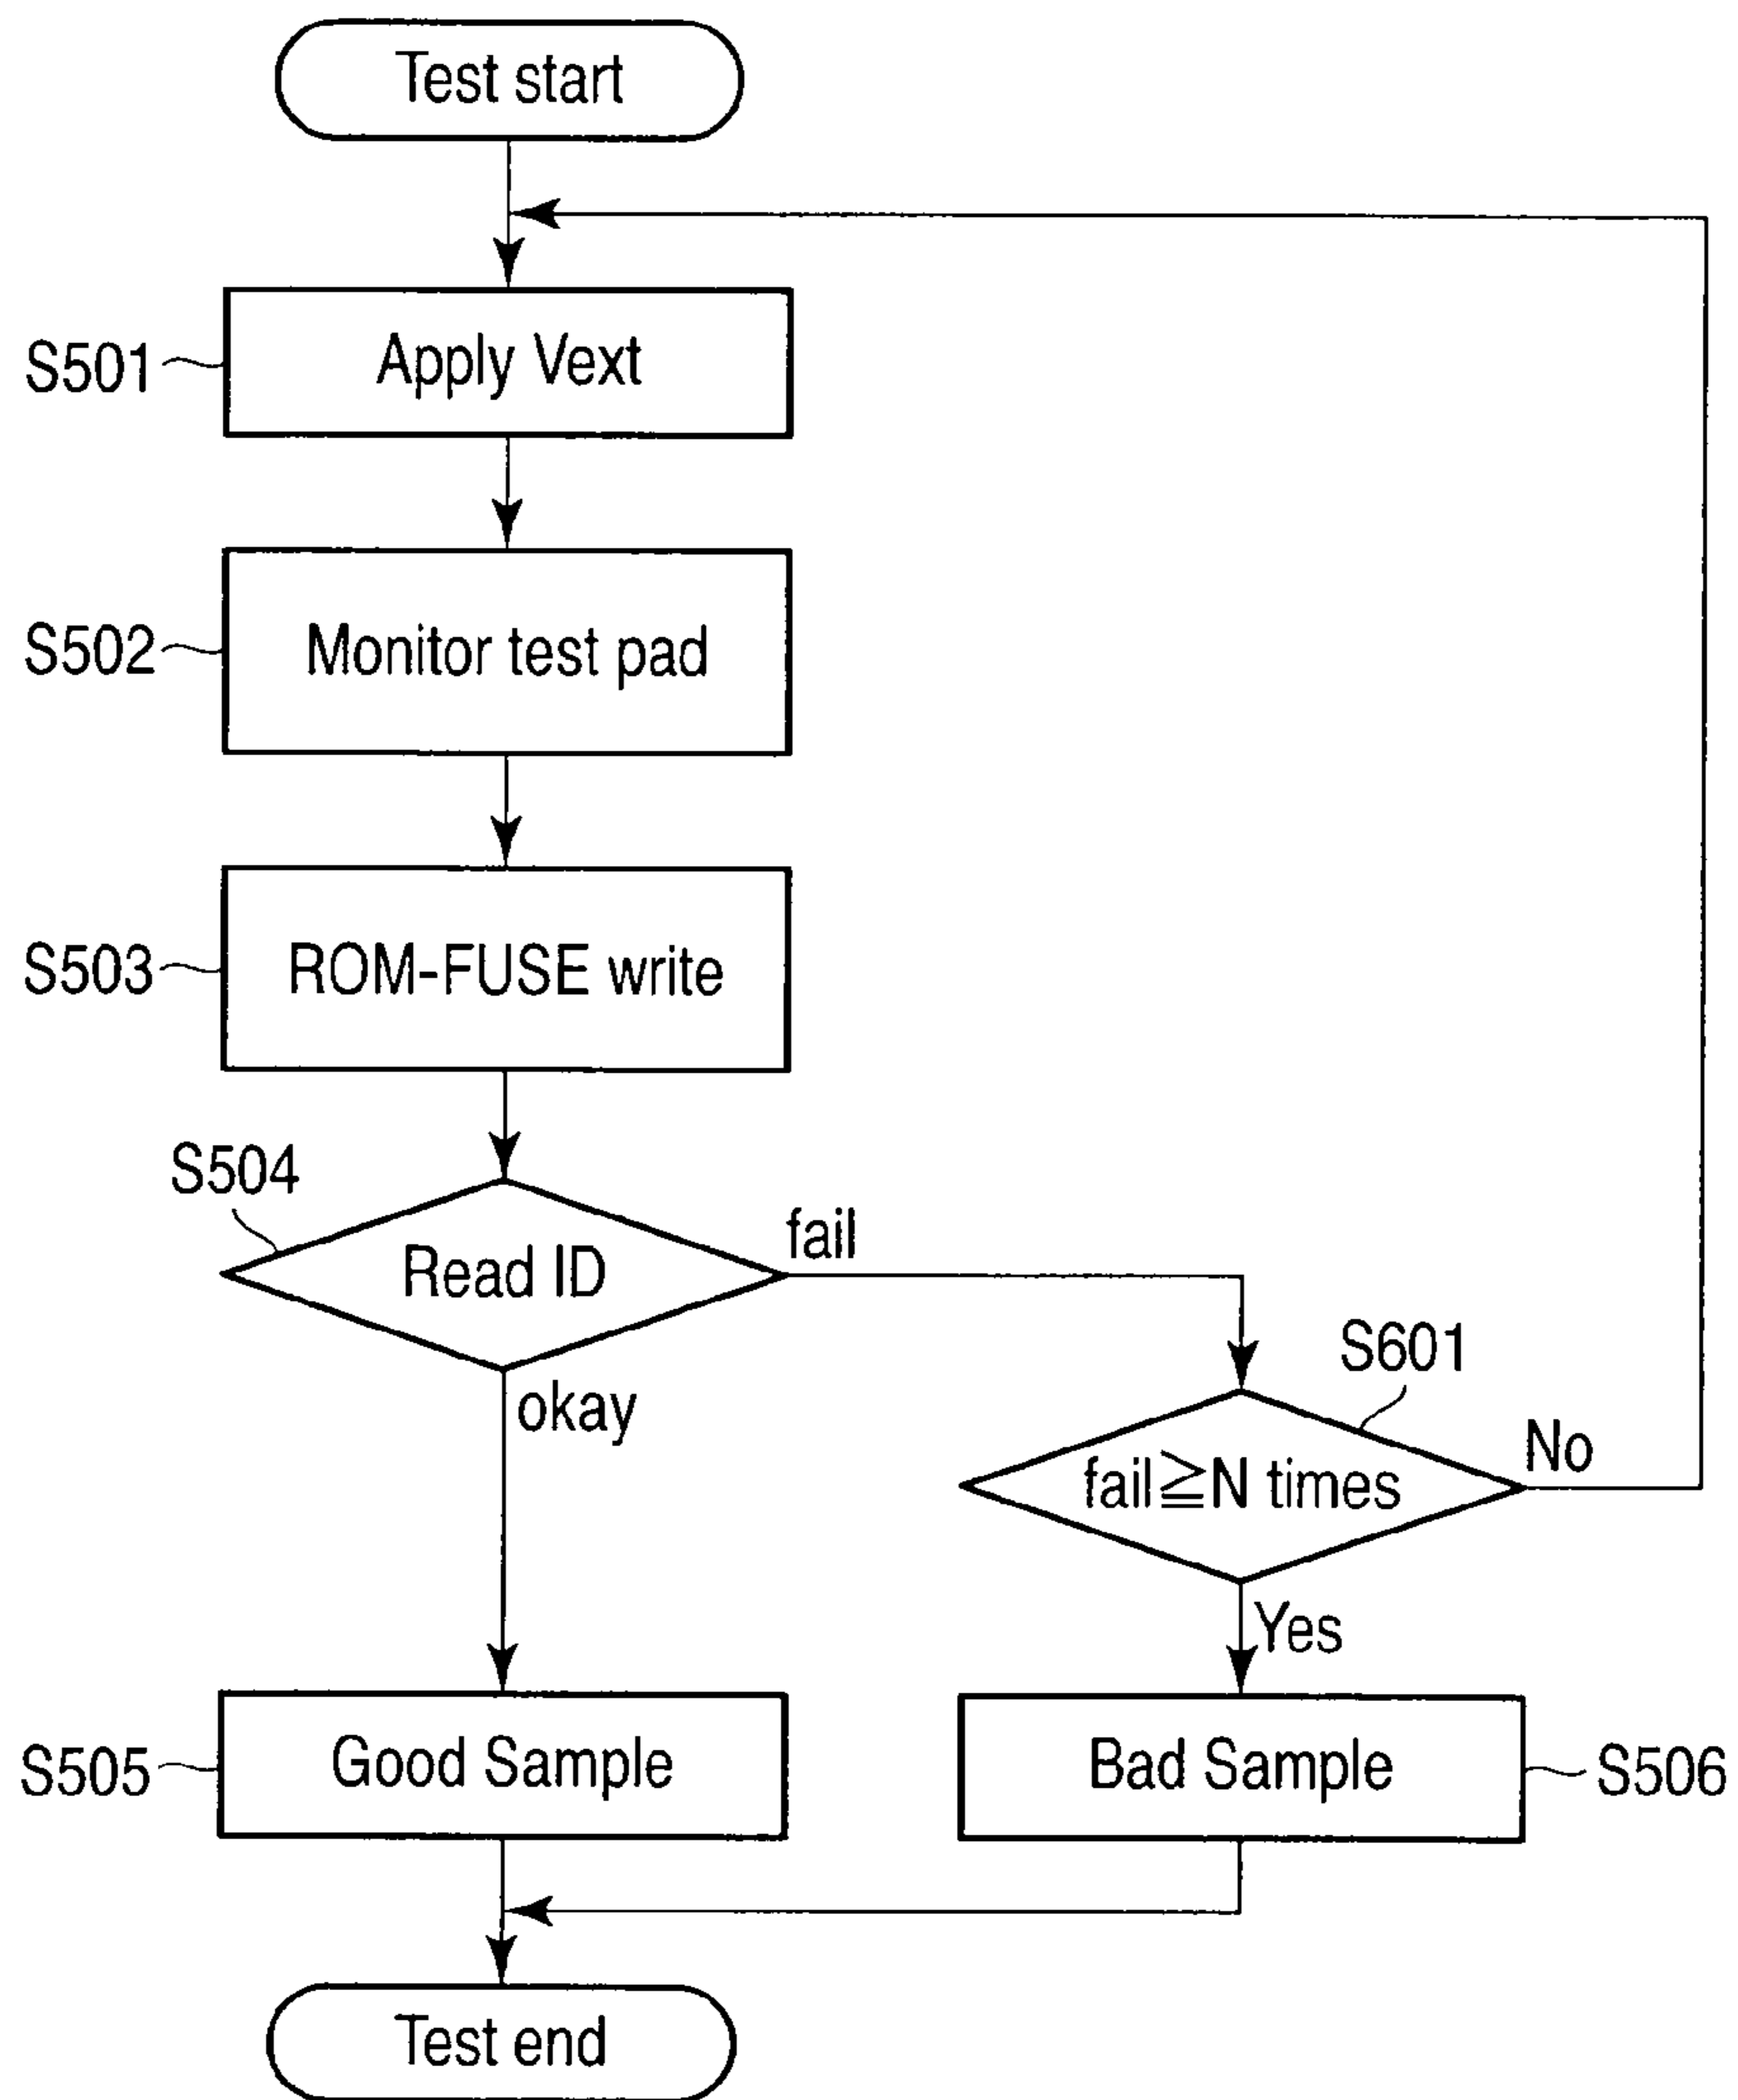 Test start
S501
Apply Vext
S502
Monitor test pad
S503
ROM-FUSE write
S504
Read ID
fail
okay
S601
fail≧N times
No
Yes
S505
Good Sample
Bad Sample
S506
Test end